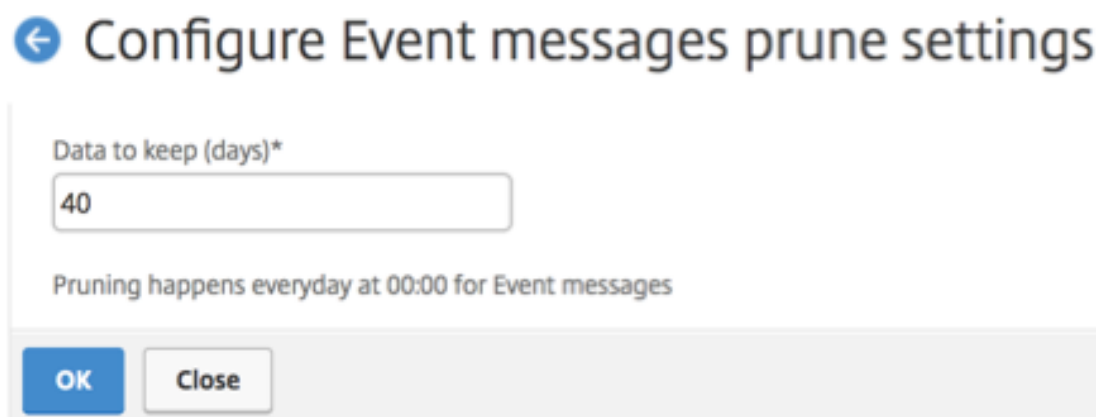 Configure Event messages prune settings
Data to keep (days)*
40
Pruning happens everyday at 00:00 for Event messages
OK Close